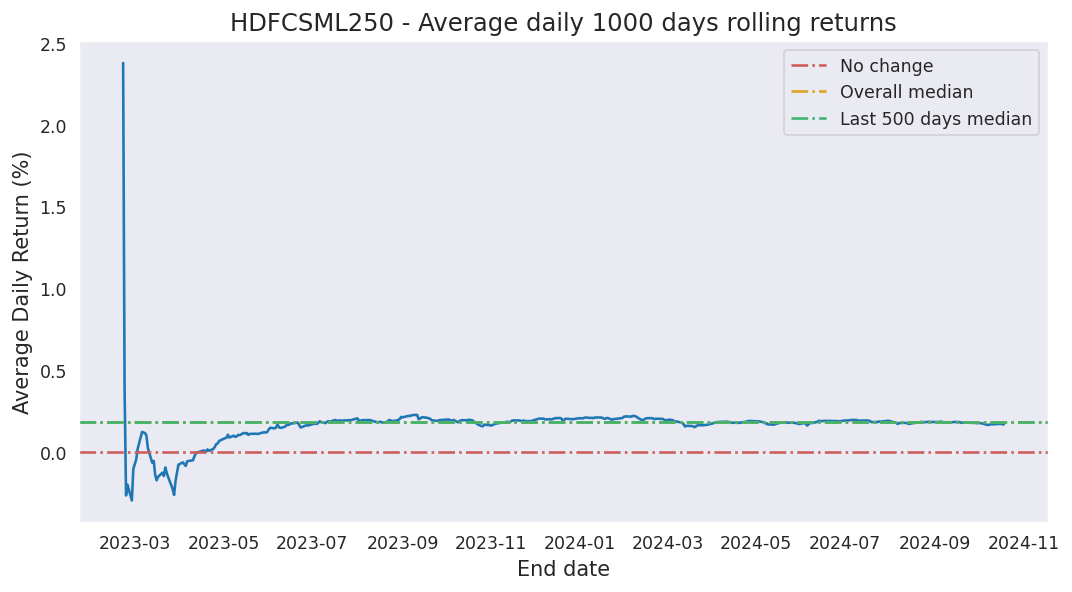 HDFCSML250 - Average daily 1000 days rolling returns
2.5
2.0
1.5
1.0
0.5
0.0
Average Daily Return (%)
No change
Overall median
Last 500 days median
2023-03 2023-05 2023-07 2023-09 2023-11 2024-01 2024-03 2024-05 2024-07 2024-09 2024-11
End date